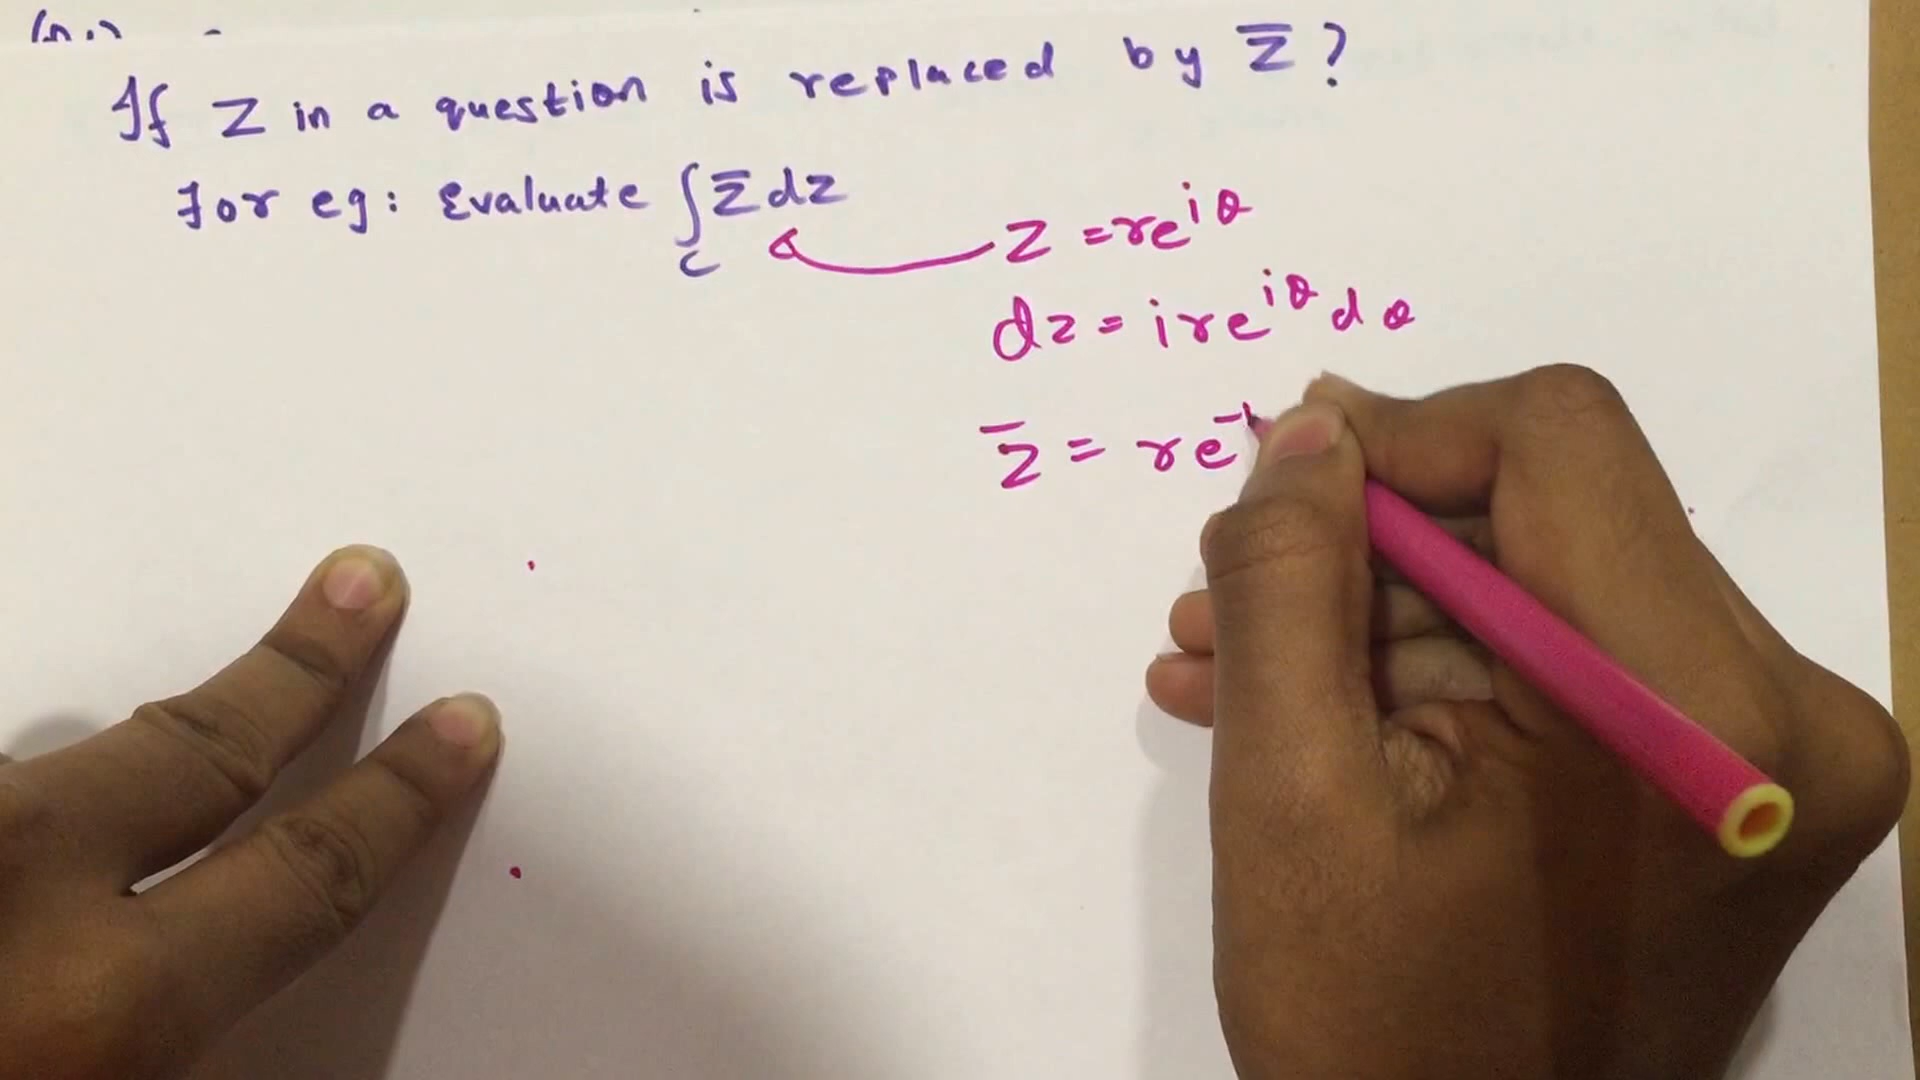 If Z in a question is replaced by z̅?
For eg: Evaluate ∫_C z̅ dz
Z = re^{iθ}
dz = ire^{iθ} dθ
z̅ = re^-